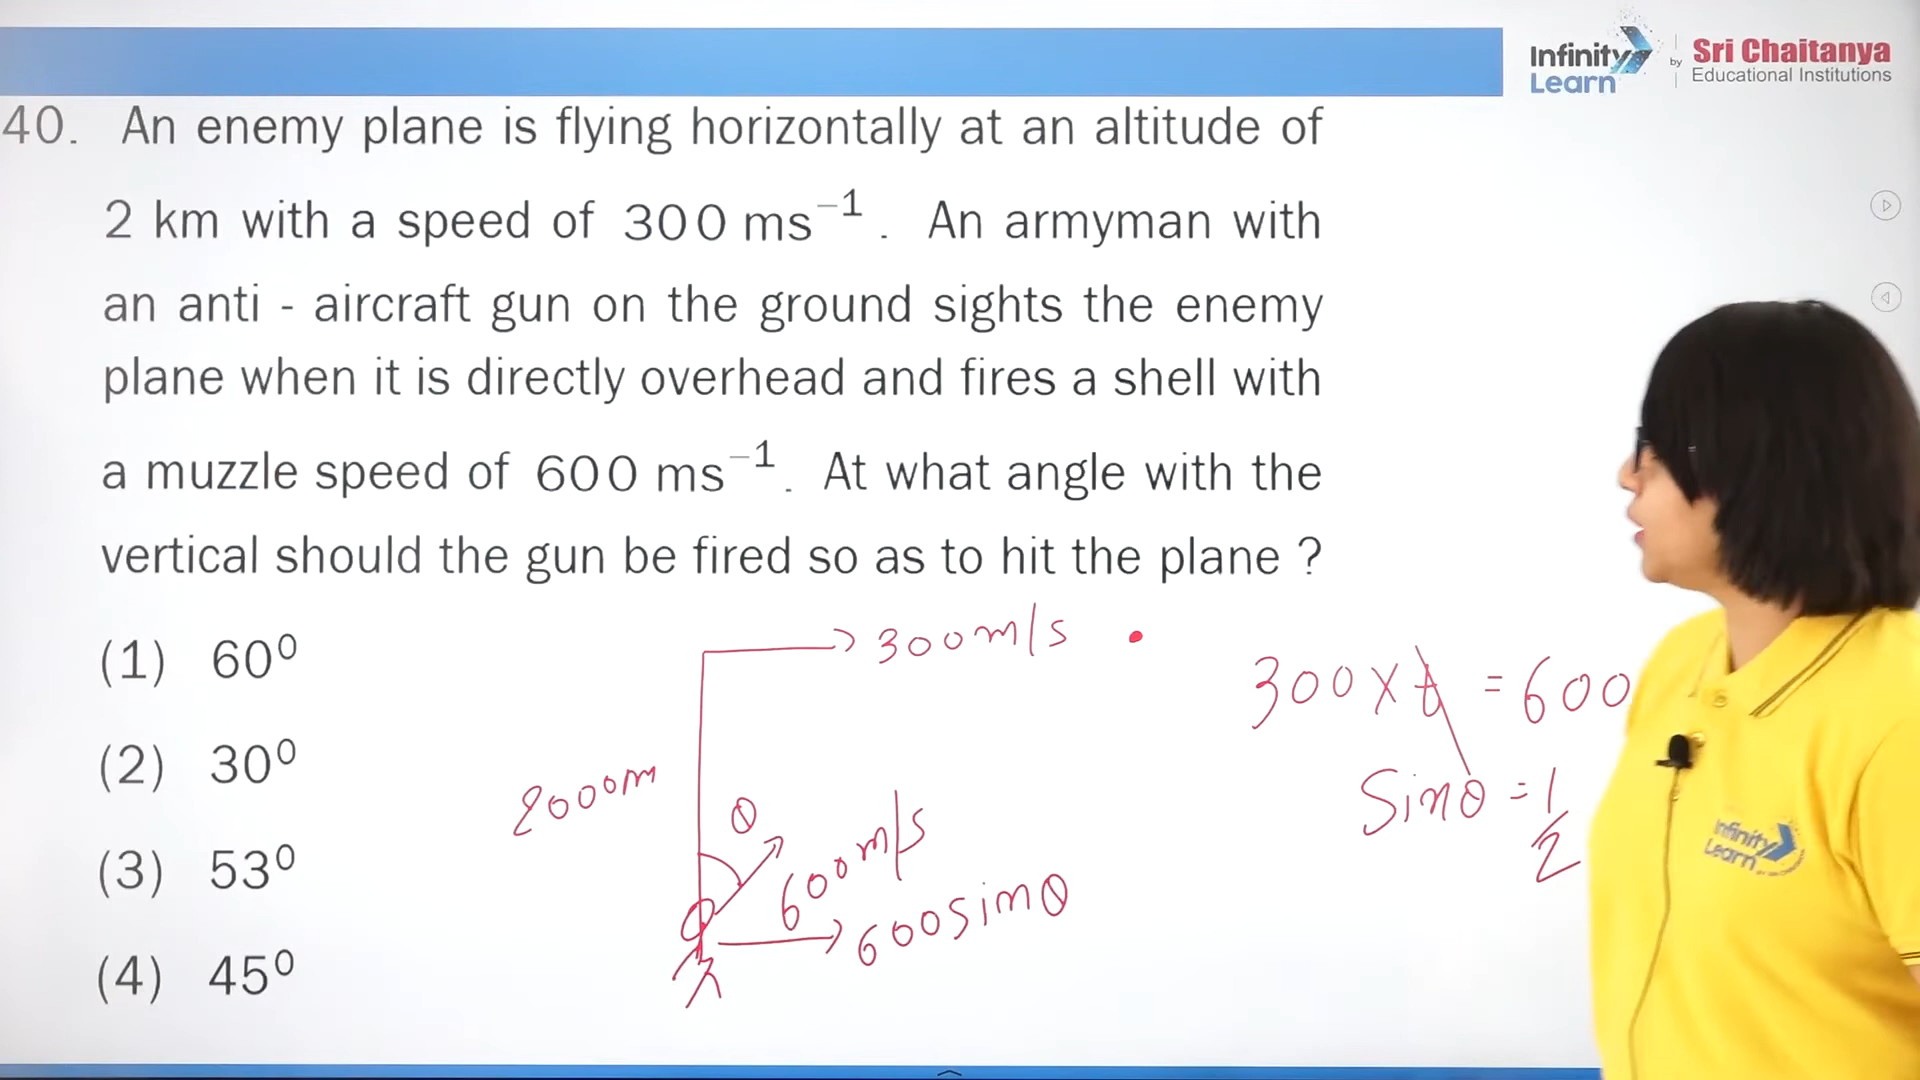 Infinity Learn by Sri Chaitanya Educational Institutions
40. An enemy plane is flying horizontally at an altitude of
2 km with a speed of 300 ms⁻¹. An armyman with
an anti - aircraft gun on the ground sights the enemy
plane when it is directly overhead and fires a shell with
a muzzle speed of 600 ms⁻¹. At what angle with the
vertical should the gun be fired so as to hit the plane ?
(1) 60⁰
(2) 30⁰
(3) 53⁰
(4) 45⁰
300m/s
2000m
θ
600m/s
600sinθ
300 × t = 600
Sinθ = 1/2
Infinity Learn